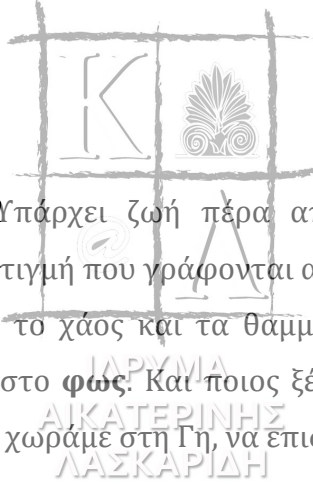 Κ
Υπάρχει ζωή πέρα
@ Λ
που γράφονται
το χάος και τα
ΙΔΡΥΜΑ
στο φως. Και ποιος
ΑΙΚΑΤΕΡΙΝΗΣ
χωράμε στη Γη, να
ΛΑΣΚΑΡΙΔΗ